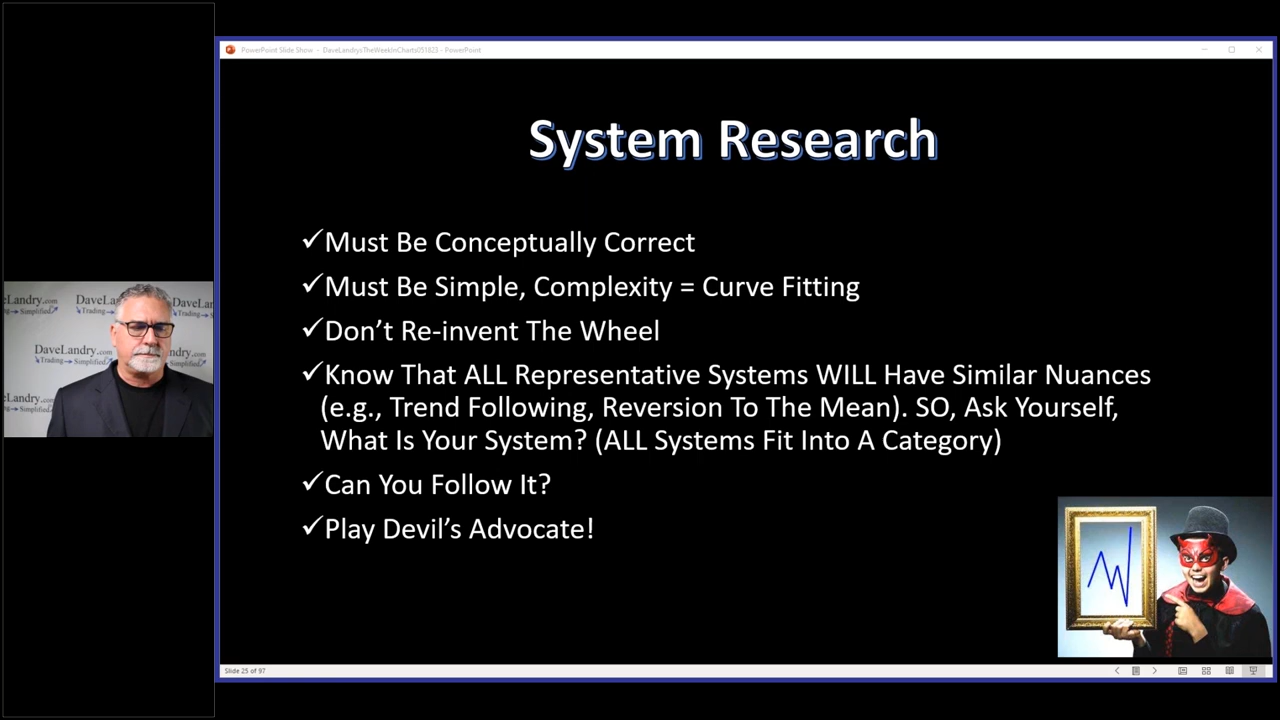 PowerPoint Slide Show - DaveLandrysTheWeekInCharts051823 - PowerPoint
System Research
✓Must Be Conceptually Correct
✓Must Be Simple, Complexity = Curve Fitting
✓Don't Re-invent The Wheel
✓Know That ALL Representative Systems WILL Have Similar Nuances
(e.g., Trend Following, Reversion To The Mean). SO, Ask Yourself,
What Is Your System? (ALL Systems Fit Into A Category)
✓Can You Follow It?
✓Play Devil's Advocate!
eLandry.com
DaveLan
DaveLandry.com
Trading
Simplified
Slide 25 of 97